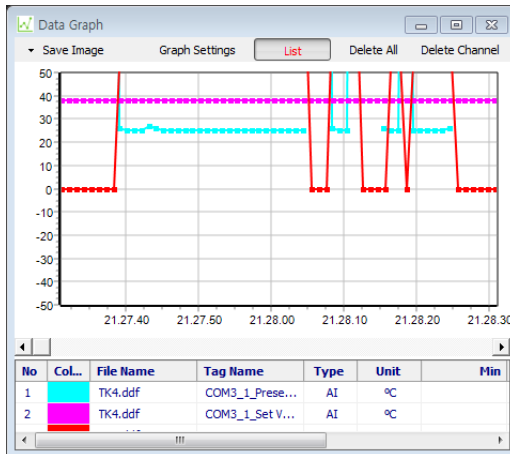 Data Graph
Save Image Graph Settings List Delete All Delete Channel
50
40
30
20
10
0
-10
-20
-30
-40
-50
21.27.40 21.27.50 21.28.00 21.28.10 21.28.20 21.28.30
No Col... File Name Tag Name Type Unit Min
1 TK4.ddf COM3_1_Prese... AI ºC
2 TK4.ddf COM3_1_Set V... AI ºC